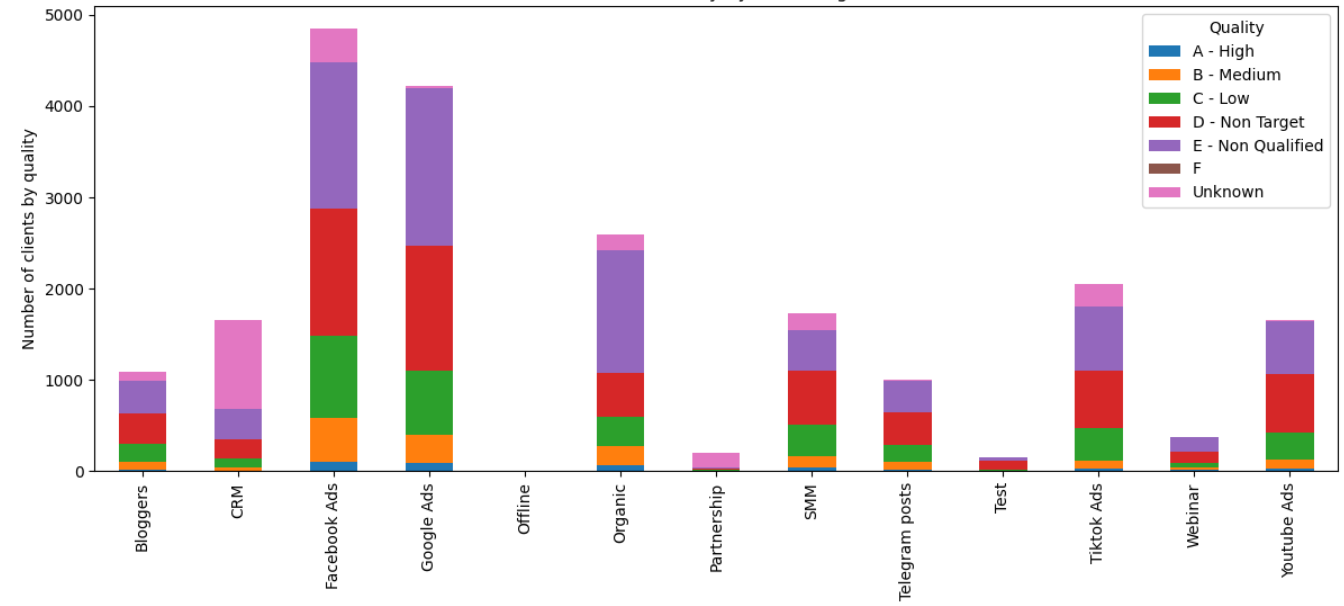 5000
4000
3000
2000
1000
0
Number of clients by quality
Quality
A - High
B - Medium
C - Low
D - Non Target
E - Non Qualified
F
Unknown
Bloggers
CRM
Facebook Ads
Google Ads
Offline
Organic
Partnership
SMM
Telegram posts
Test
Tiktok Ads
Webinar
Youtube Ads